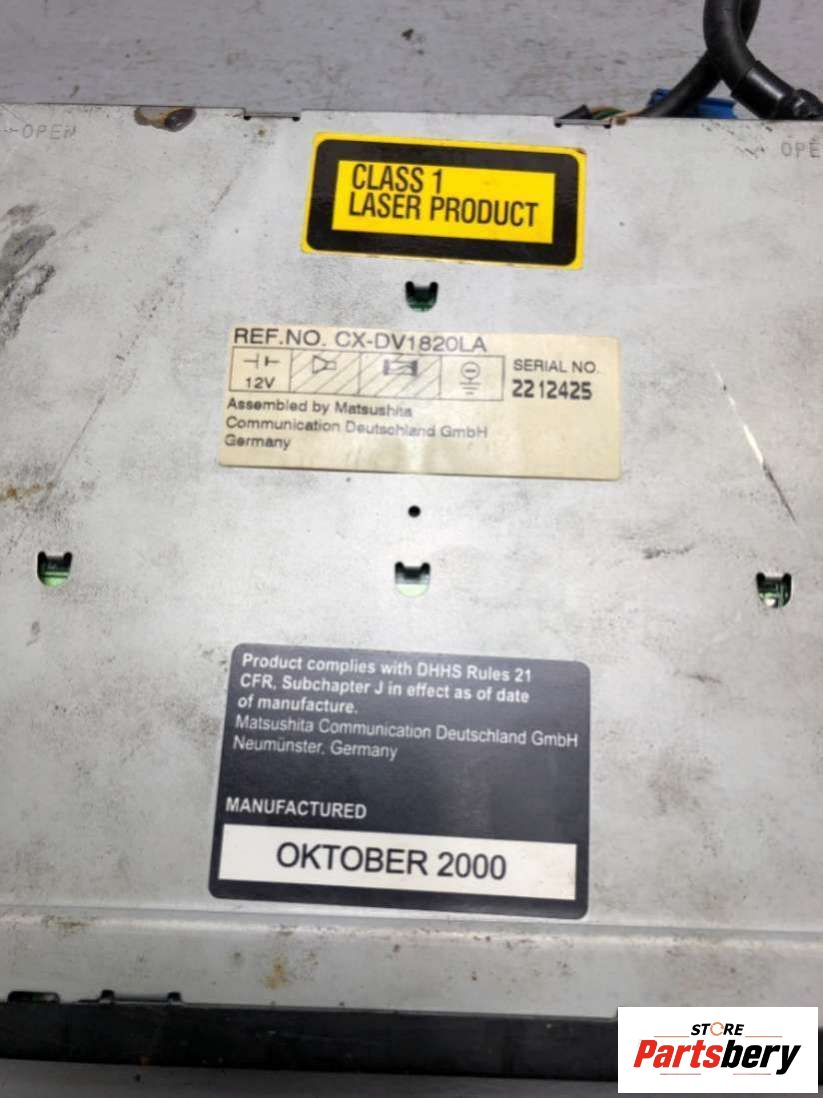 OPEN
OPE
CLASS 1
LASER PRODUCT
REF.NO. CX-DV1820LA
12V
SERIAL NO.
2212425
Assembled by Matsushita
Communication Deutschland GmbH
Germany
Product complies with DHHS Rules 21
CFR, Subchapter J in effect as of date
of manufacture.
Matsushita Communication Deutschland GmbH
Neumünster, Germany
MANUFACTURED
OKTOBER 2000
STORE
Partsbery